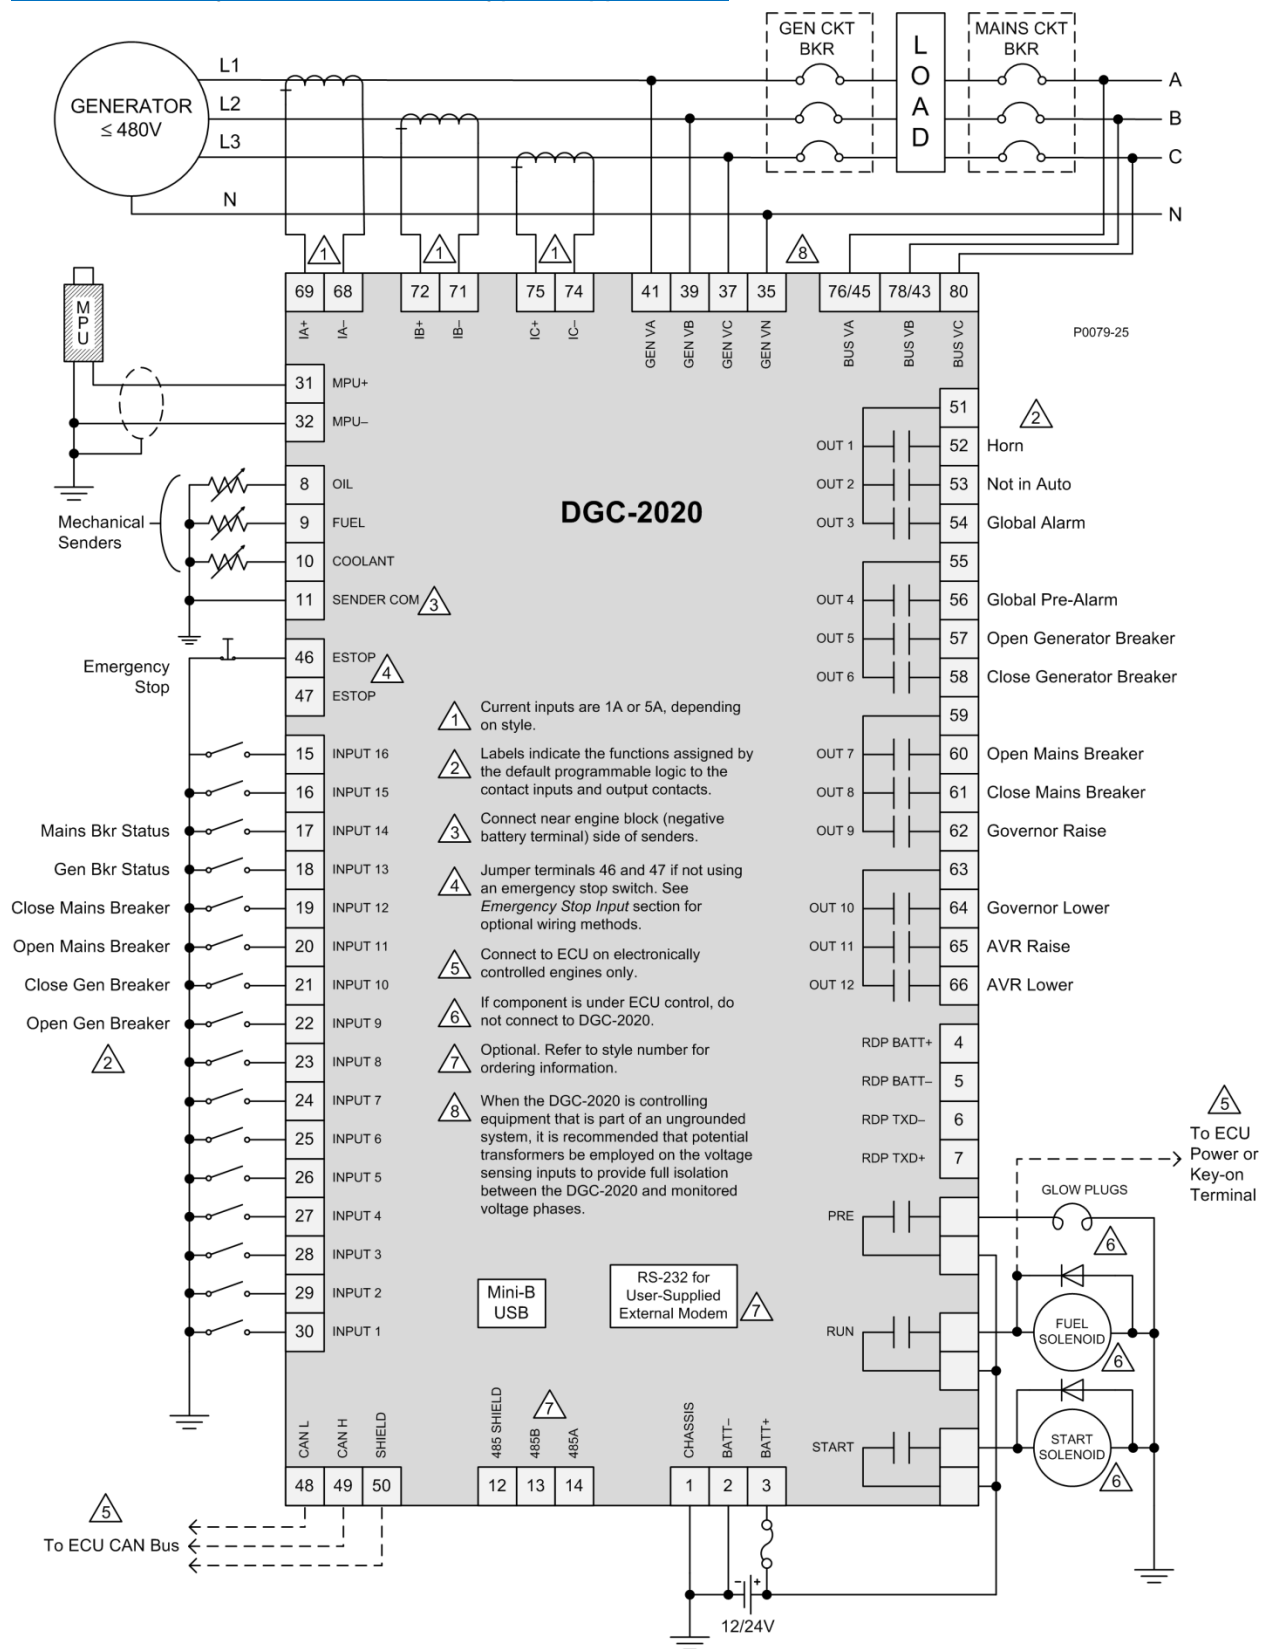 GEN CKT
BKR
MAINS CKT
BKR
LOAD
GENERATOR
≤ 480V
L1
L2
L3
N
A
B
C
N
1
1
1
8
69
68
72
71
75
74
41
39
37
35
76/45
78/43
80
IA+
IA–
IB+
IB–
IC+
IC–
GEN VA
GEN VB
GEN VC
GEN VN
BUS VA
BUS VB
BUS VC
P0079-25
MPU
31 MPU+
32 MPU–
Mechanical
Senders
8 OIL
9 FUEL
10 COOLANT
11 SENDER COM 3
Emergency
Stop
46 ESTOP 4
47 ESTOP
15 INPUT 16
16 INPUT 15
Mains Bkr Status 17 INPUT 14
Gen Bkr Status 18 INPUT 13
Close Mains Breaker 19 INPUT 12
Open Mains Breaker 20 INPUT 11
Close Gen Breaker 21 INPUT 10
Open Gen Breaker 22 INPUT 9
2
23 INPUT 8
24 INPUT 7
25 INPUT 6
26 INPUT 5
27 INPUT 4
28 INPUT 3
29 INPUT 2
30 INPUT 1
DGC-2020
1 Current inputs are 1A or 5A, depending
on style.
2 Labels indicate the functions assigned by
the default programmable logic to the
contact inputs and output contacts.
3 Connect near engine block (negative
battery terminal) side of senders.
4 Jumper terminals 46 and 47 if not using
an emergency stop switch. See
Emergency Stop Input section for
optional wiring methods.
5 Connect to ECU on electronically
controlled engines only.
6 If component is under ECU control, do
not connect to DGC-2020.
7 Optional. Refer to style number for
ordering information.
8 When the DGC-2020 is controlling
equipment that is part of an ungrounded
system, it is recommended that potential
transformers be employed on the voltage
sensing inputs to provide full isolation
between the DGC-2020 and monitored
voltage phases.
Mini-B
USB
RS-232 for
User-Supplied
External Modem
7
51
2
OUT 1 52 Horn
OUT 2 53 Not in Auto
OUT 3 54 Global Alarm
55
OUT 4 56 Global Pre-Alarm
OUT 5 57 Open Generator Breaker
OUT 6 58 Close Generator Breaker
59
OUT 7 60 Open Mains Breaker
OUT 8 61 Close Mains Breaker
OUT 9 62 Governor Raise
63
OUT 10 64 Governor Lower
OUT 11 65 AVR Raise
OUT 12 66 AVR Lower
RDP BATT+ 4
RDP BATT– 5
RDP TXD– 6
RDP TXD+ 7
5
To ECU
Power or
Key-on
Terminal
PRE
GLOW PLUGS
6
RUN
FUEL
SOLENOID
6
START
START
SOLENOID
6
CAN L
CAN H
SHIELD
485 SHIELD
485B
485A
7
CHASSIS
BATT–
BATT+
48
49
50
12
13
14
1
2
3
5
To ECU CAN Bus
- +
12/24V